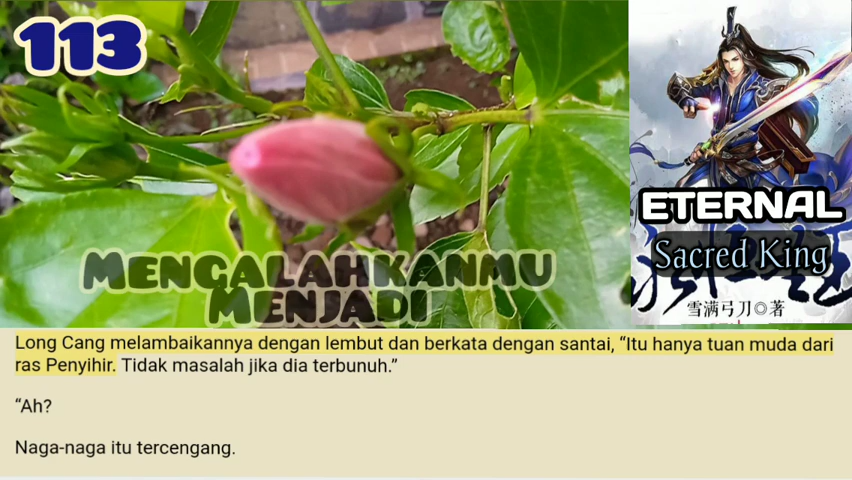 113
MENGALAHKANMU
MENJADI
ETERNAL
Sacred King
雪满弓刀◎著
Long Cang melambaikannya dengan lembut dan berkata dengan santai, “Itu hanya tuan muda dari
ras Penyihir. Tidak masalah jika dia terbunuh.”
“Ah?
Naga-naga itu tercengang.